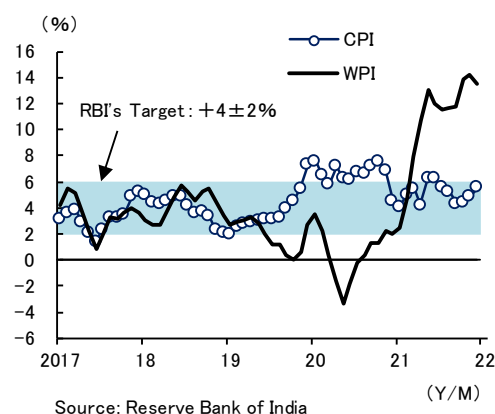 (%)
CPI
WPI
RBI's Target: +4±2%
16
14
12
10
8
6
4
2
0
-2
-4
-6
2017 18 19 20 21 22
(Y/M)
Source: Reserve Bank of India